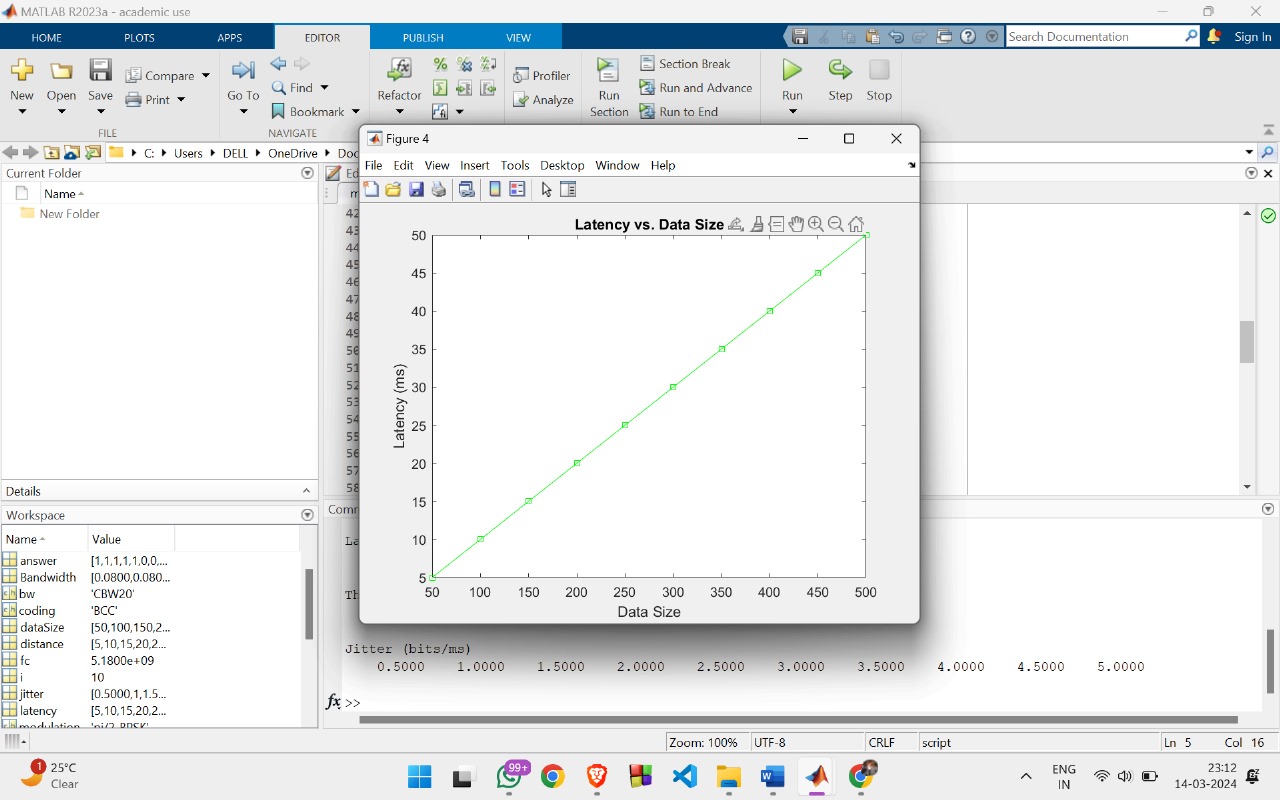 MATLAB R2023a - academic use
HOME PLOTS APPS EDITOR PUBLISH VIEW Search Documentation Sign In
New Open Save Compare Print Go To Find Bookmark Refactor Profiler Analyze Run Section Section Break Run and Advance Run to End Run Step Stop
FILE NAVIGATE
C: Users DELL OneDrive
Current Folder
Name
New Folder
Details
Workspace
Name Value
answer [1,1,1,1,1,0,0,...
Bandwidth [0.0800,0.080...
bw 'CBW20'
coding 'BCC'
dataSize [50,100,150,2...
distance [5,10,15,20,2...
fc 5.1800e+09
i 10
jitter [0.5000,1,1.5...
latency [5,10,15,20,2...
modulation 'pi/2-BPSK'
42
43
44
45
46
47
48
49
50
51
52
53
54
55
56
57
58
Figure 4
File Edit View Insert Tools Desktop Window Help
Latency vs. Data Size
50
45
40
35
30
25
20
15
10
5
Latency (ms)
50 100 150 200 250 300 350 400 450 500
Data Size
Jitter (bits/ms)
0.5000 1.0000 1.5000 2.0000 2.5000 3.0000 3.5000 4.0000 4.5000 5.0000
fx >>
Zoom: 100% UTF-8 CRLF script Ln 5 Col 16
1 25°C
Clear
99+
ENG
IN
23:12
14-03-2024